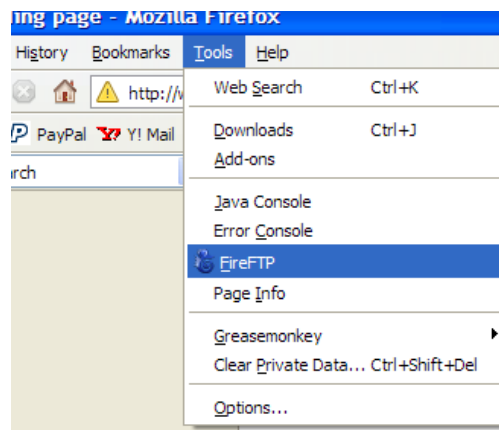 ing page - Mozilla Firefox
History Bookmarks Tools Help
http://
PayPal Y! Mail
rch
Web Search Ctrl+K
Downloads Ctrl+J
Add-ons
Java Console
Error Console
FireFTP
Page Info
Greasemonkey
Clear Private Data... Ctrl+Shift+Del
Options...